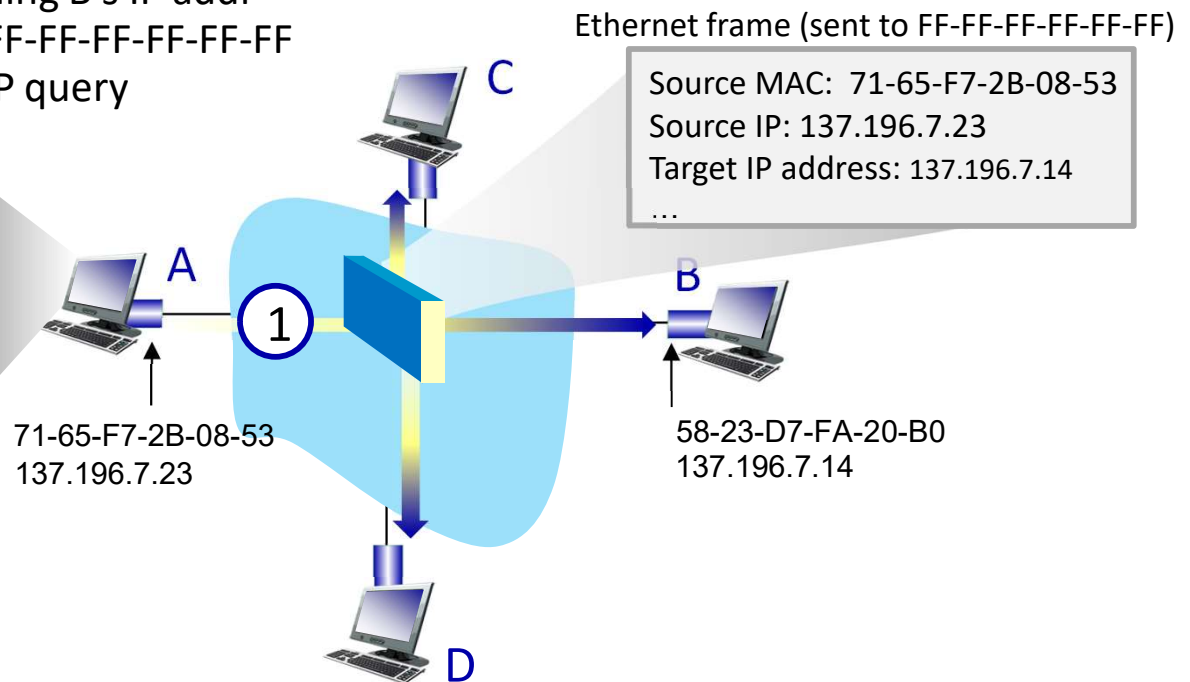 B's IP addr
FF-FF-FF-FF-FF-FF
query
Ethernet frame (sent to FF-FF-FF-FF-FF-FF)
Source MAC: 71-65-F7-2B-08-53
Source IP: 137.196.7.23
Target IP address: 137.196.7.14
…
C
A
B
1
71-65-F7-2B-08-53
137.196.7.23
58-23-D7-FA-20-B0
137.196.7.14
D